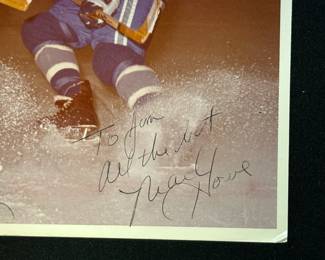 To Jim
All the best
Mark Howe